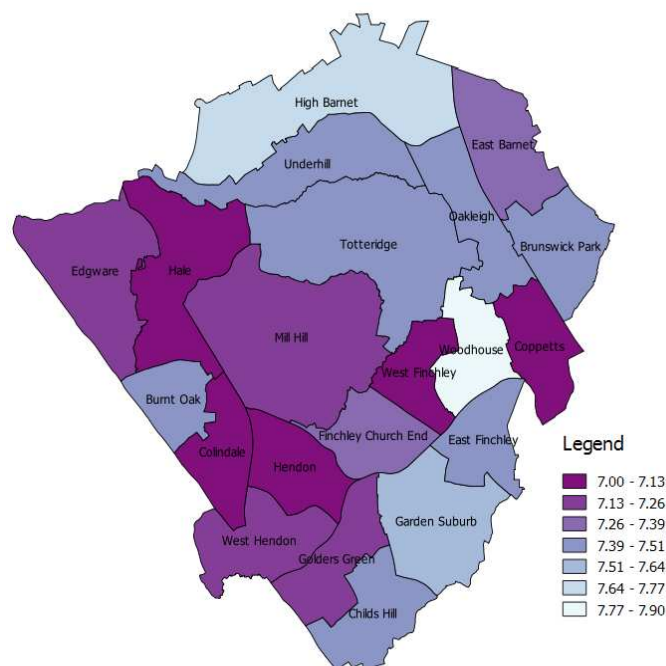 High Barnet
East Barnet
Underhill
Oakleigh
Totteridge
Brunswick Park
Edgware
Hale
Mill Hill
Woodhouse
Coppetts
West Finchley
Burnt Oak
Finchley Church End
East Finchley
Colindale
Hendon
Garden Suburb
West Hendon
Golders Green
Childs Hill
Legend
7.00 - 7.13
7.13 - 7.26
7.26 - 7.39
7.39 - 7.51
7.51 - 7.64
7.64 - 7.77
7.77 - 7.90